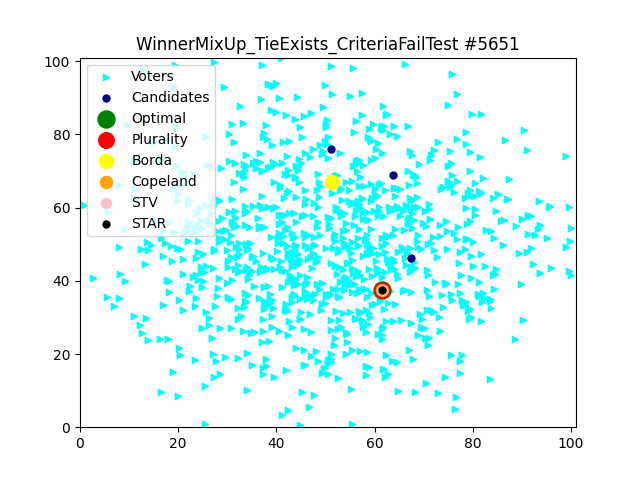 WinnerMixUp_TieExists_CriteriaFailTest #5651
Voters
Candidates
Optimal
Plurality
Borda
Copeland
STV
STAR
100
80
60
40
20
0
0 20 40 60 80 100